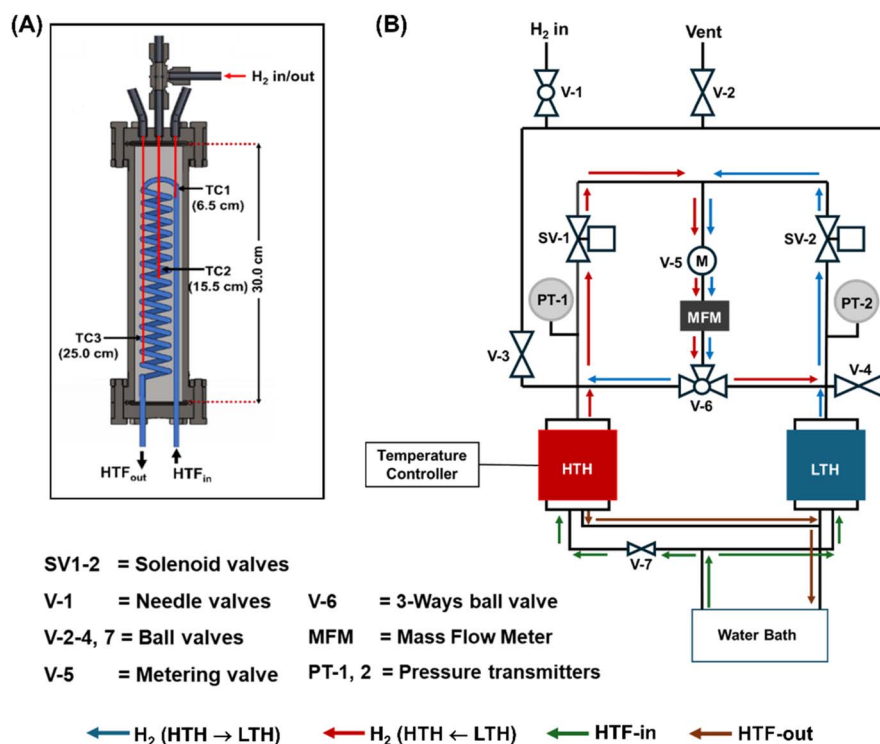 (A)
H₂ in/out
TC1
(6.5 cm)
TC2
(15.5 cm)
TC3
(25.0 cm)
30.0 cm
HTFout
HTFin
(B)
H₂ in
Vent
V-1
V-2
SV-1
SV-2
V-5
M
PT-1
PT-2
MFM
V-3
V-4
V-6
Temperature
Controller
HTH
LTH
V-7
Water Bath
SV1-2 = Solenoid valves
V-1 = Needle valves
V-6 = 3-Ways ball valve
V-2-4, 7 = Ball valves
MFM = Mass Flow Meter
V-5 = Metering valve
PT-1, 2 = Pressure transmitters
H₂ (HTH → LTH)
H₂ (HTH ← LTH)
HTF-in
HTF-out